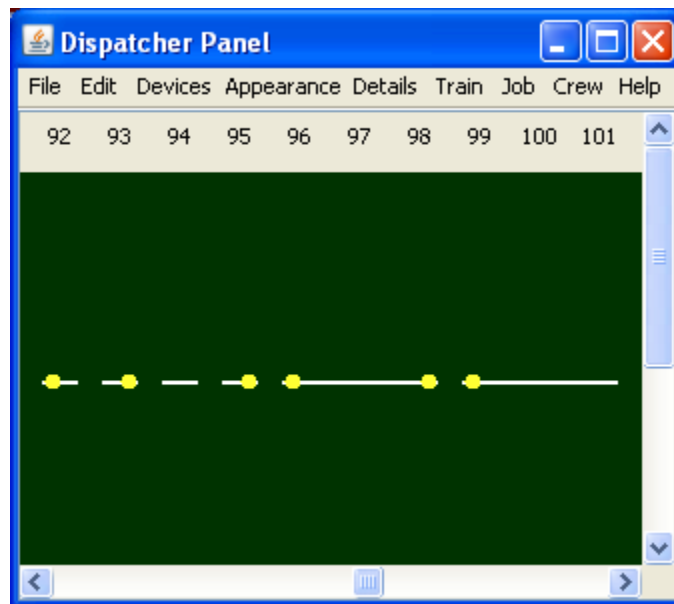 Dispatcher Panel
File Edit Devices Appearance Details Train Job Crew Help
92 93 94 95 96 97 98 99 100 101